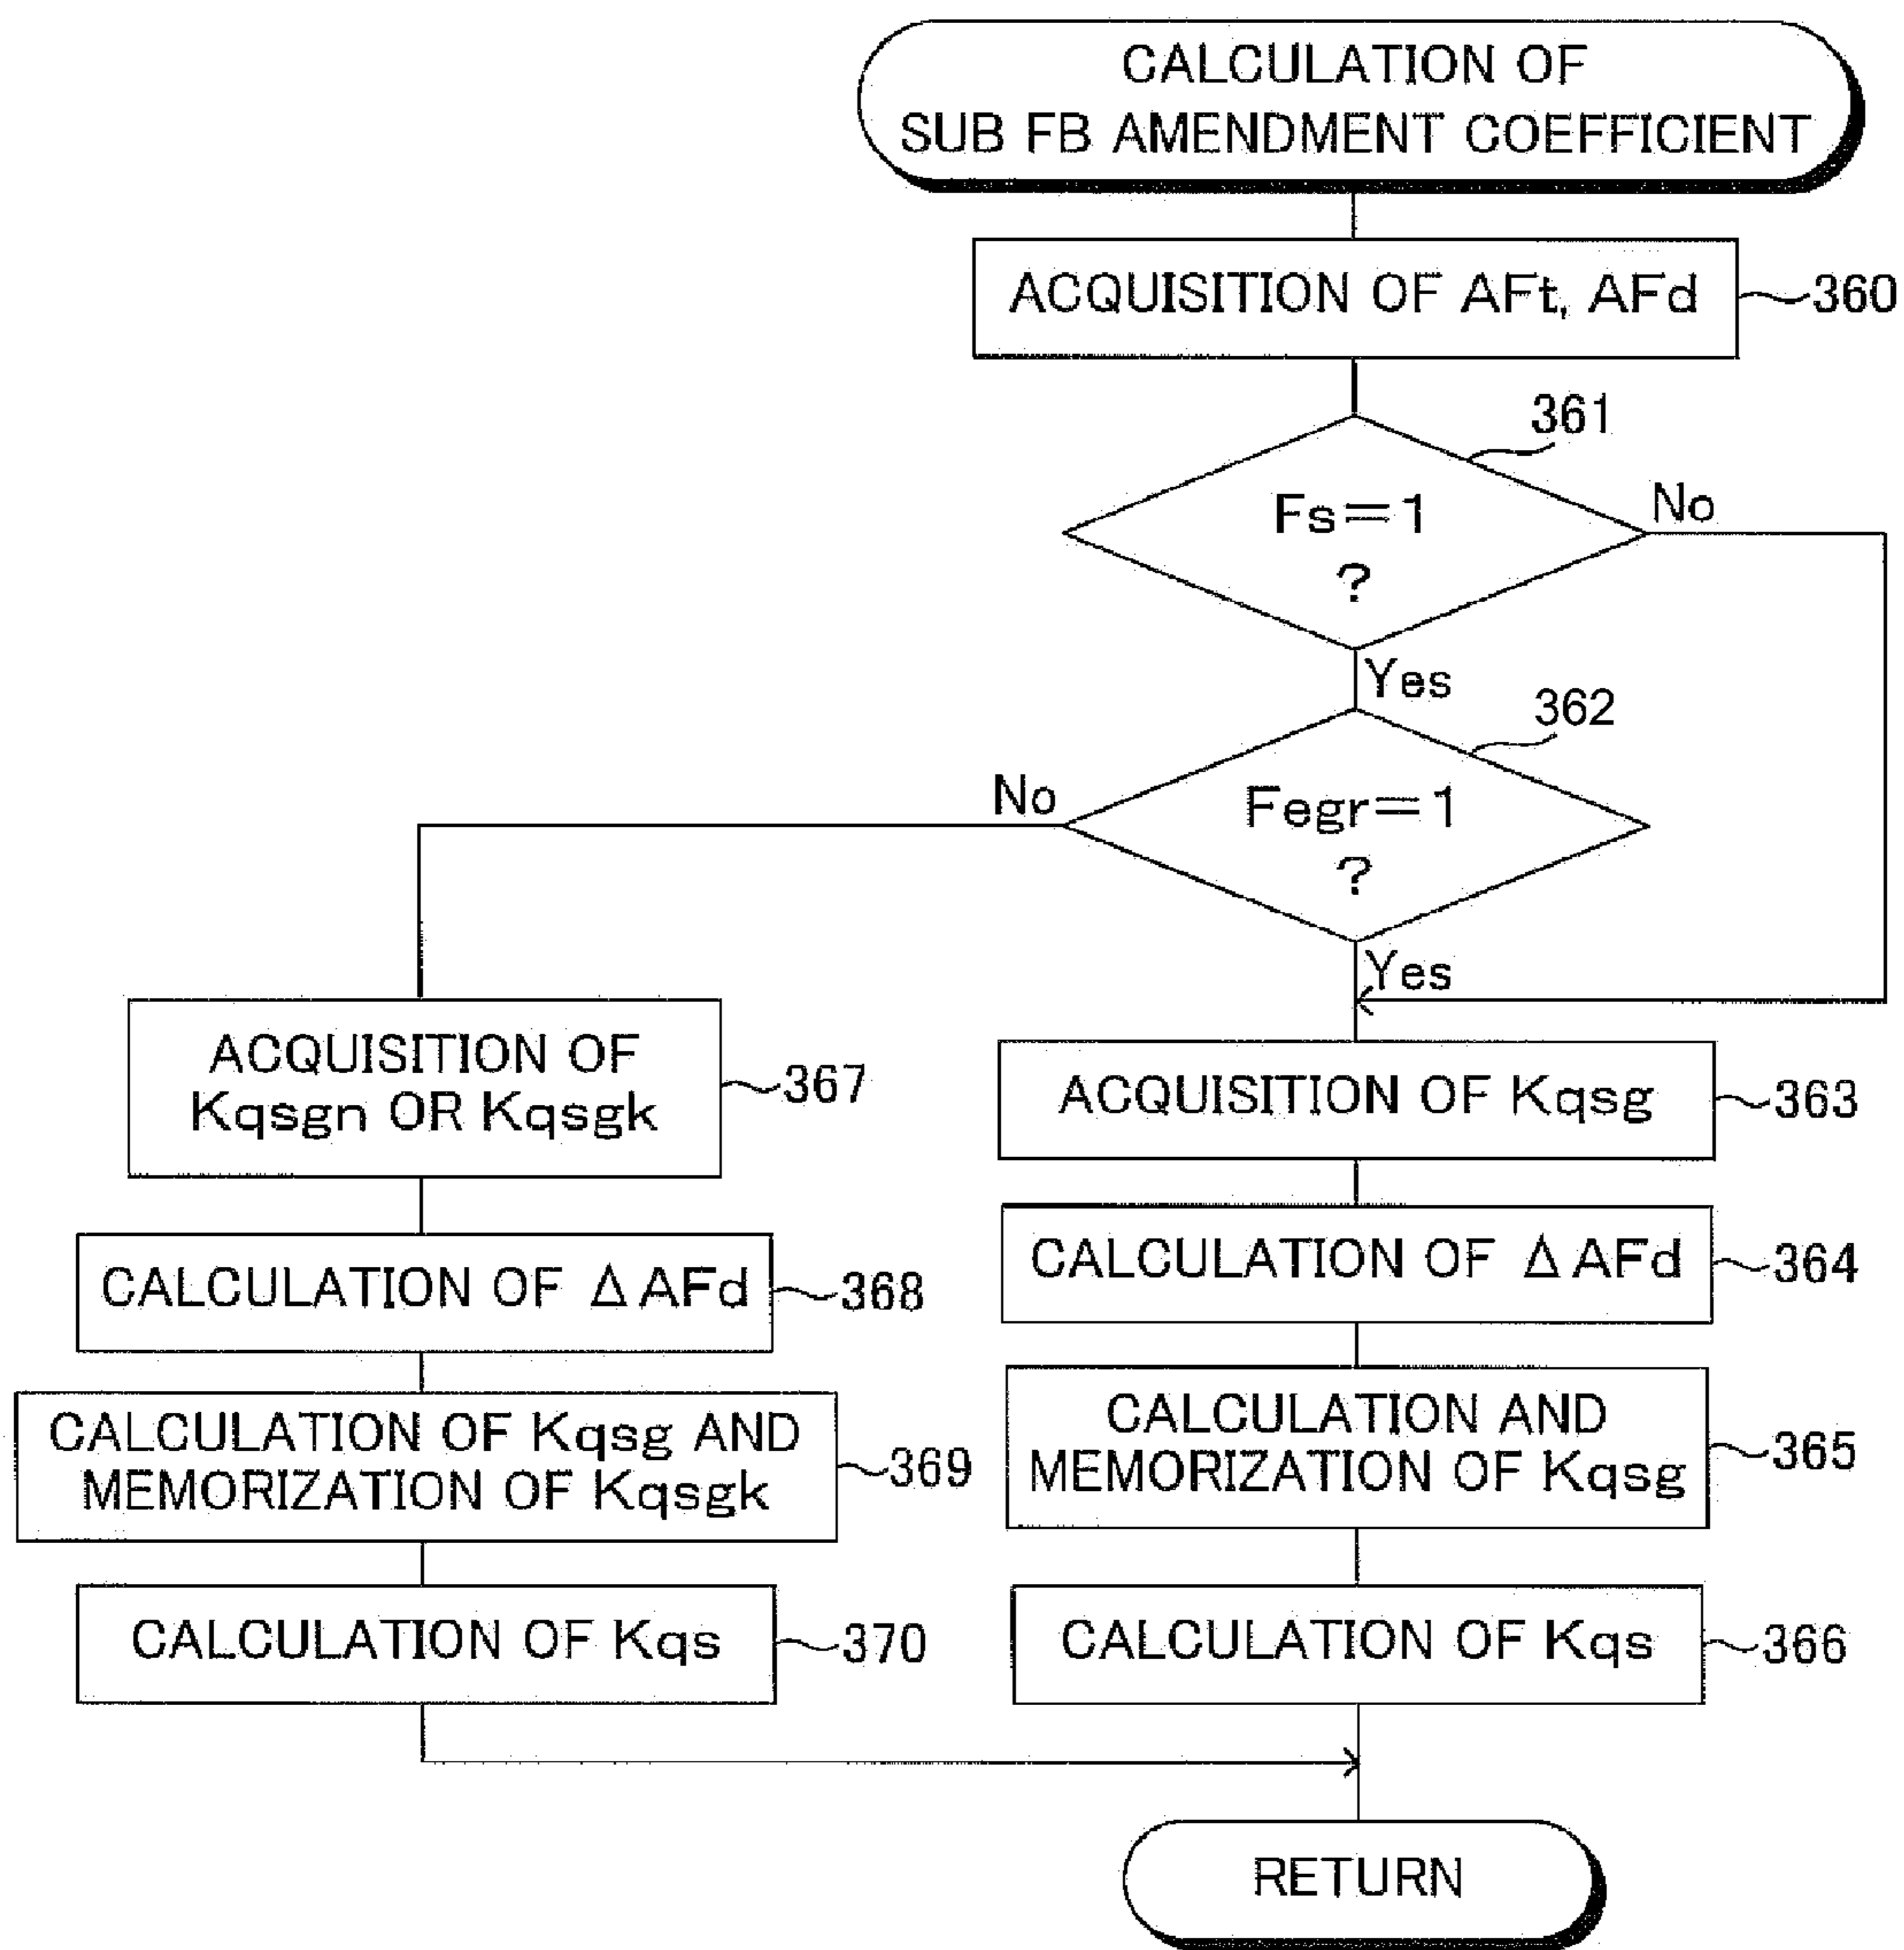 CALCULATION OF
SUB FB AMENDMENT COEFFICIENT
ACQUISITION OF AFt, AFd
360
361
Fs=1
?
No
Yes
362
Fegr=1
?
No
Yes
ACQUISITION OF
Kqsgn OR Kqsgk
367
CALCULATION OF Δ AFd
368
CALCULATION OF Kqsg AND
MEMORIZATION OF Kqsgk
369
CALCULATION OF Kqs
370
ACQUISITION OF Kqsg
363
CALCULATION OF Δ AFd
364
CALCULATION AND
MEMORIZATION OF Kqsg
365
CALCULATION OF Kqs
366
RETURN